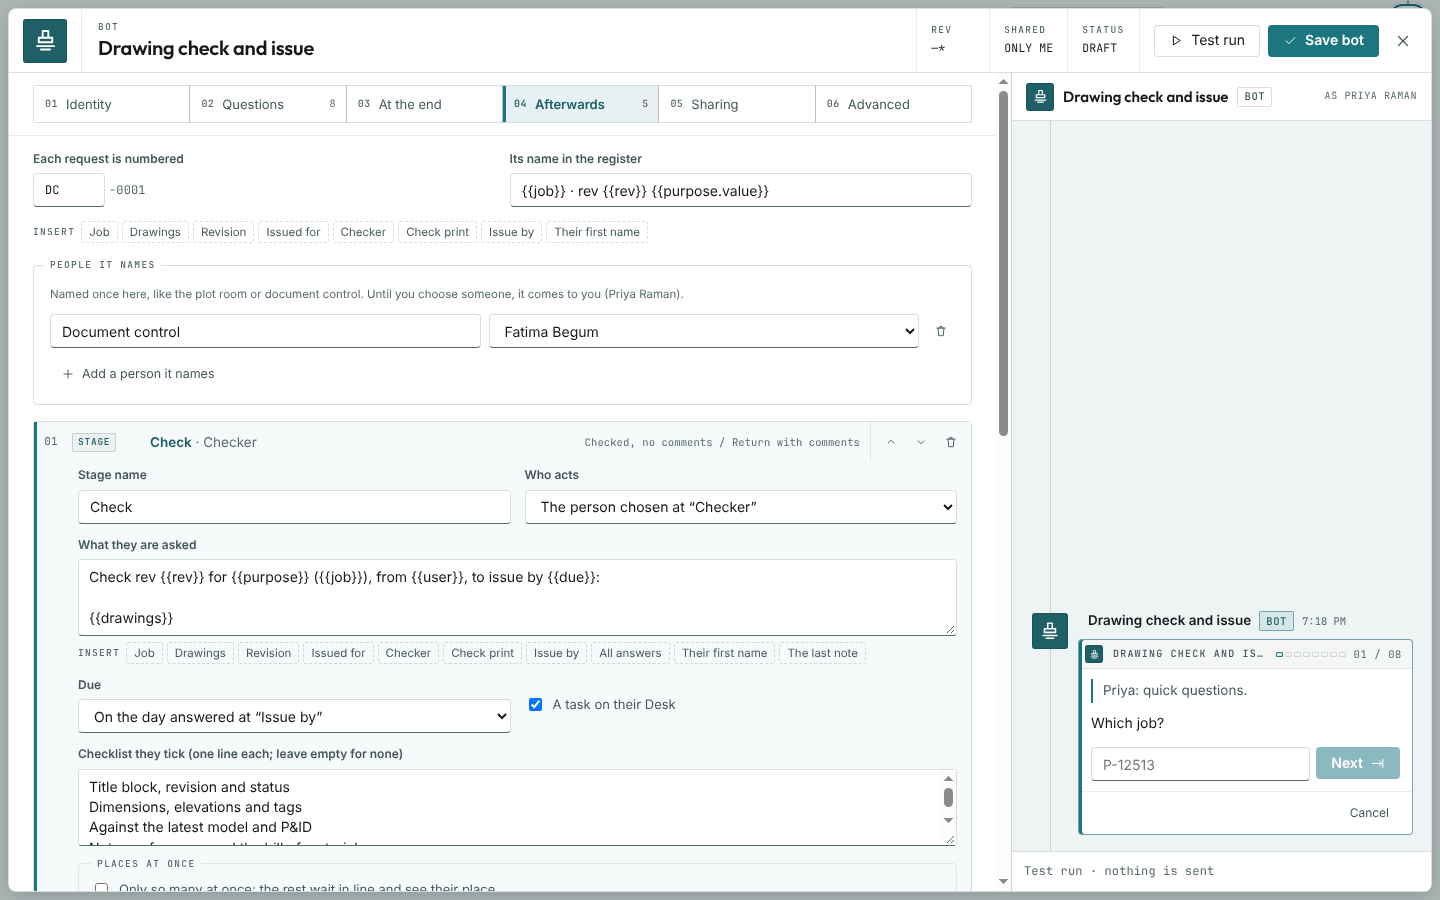 BOT
Drawing check and issue
REV
—*
SHARED
ONLY ME
STATUS
DRAFT
Test run
Save bot
01 Identity
02 Questions 8
03 At the end
04 Afterwards 5
05 Sharing
06 Advanced
Each request is numbered
DC -0001
Its name in the register
{{job}} · rev {{rev}} {{purpose.value}}
INSERT Job Drawings Revision Issued for Checker Check print Issue by Their first name
PEOPLE IT NAMES
Named once here, like the plot room or document control. Until you choose someone, it comes to you (Priya Raman).
Document control
Fatima Begum
Add a person it names
01 STAGE Check · Checker
Checked, no comments / Return with comments
Stage name
Check
Who acts
The person chosen at “Checker”
What they are asked
Check rev {{rev}} for {{purpose}} ({{job}}), from {{user}}, to issue by {{due}}:
{{drawings}}
INSERT Job Drawings Revision Issued for Checker Check print Issue by All answers Their first name The last note
Due
On the day answered at “Issue by”
A task on their Desk
Checklist they tick (one line each; leave empty for none)
Title block, revision and status
Dimensions, elevations and tags
Against the latest model and P&ID
PLACES AT ONCE
Only so many at once: the rest wait in line and see their place
Drawing check and issue BOT
AS PRIYA RAMAN
Drawing check and issue BOT 7:18 PM
DRAWING CHECK AND IS… 01 / 08
Priya: quick questions.
Which job?
P-12513
Next
Cancel
Test run · nothing is sent